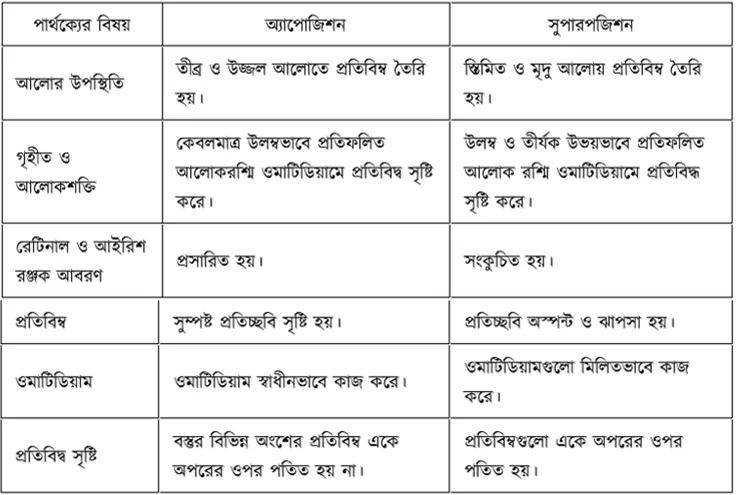 পার্থক্যের বিষয় অ্যাপোজিশন সুপারপজিশন
আলোর উপস্থিতি
তীব্র ও উজ্জল আলোতে প্রতিবিম্ব তৈরি
হয়।
স্তিমিত ও মৃদু আলোয় প্রতিবিম্ব তৈরি
হয়।
গৃহীত ও
আলোকশক্তি
কেবলমাত্র উলম্বভাবে প্রতিফলিত
আলোকরশ্মি ওমাটিডিয়ামে প্রতিবিদ্ব সৃষ্টি
করে।
উলম্ব ও তীর্যক উভয়ভাবে প্রতিফলিত
আলোক রশ্মি ওমাটিডিয়ামে প্রতিবিদ্ধ
সৃষ্টি করে।
রেটিনাল ও আইরিশ
রঞ্জক আবরণ
প্রসারিত হয়।
সংকুচিত হয়।
প্রতিবিম্ব
সুম্পষ্ট প্রতিচ্ছবি সৃষ্টি হয়।
প্রতিচ্ছবি অস্পন্ট ও ঝাপসা হয়।
ওমাটিডিয়াম
ওমাটিডিয়াম স্বাধীনভাবে কাজ করে।
ওমাটিডিয়ামগুলো মিলিতভাবে কাজ
করে।
প্রতিবিদ্ব সৃষ্টি
বস্তুর বিভিন্ন অংশের প্রতিবিম্ব একে
অপরের ওপর পতিত হয় না।
প্রতিবিম্বগুলো একে অপরের ওপর
পতিত হয়।